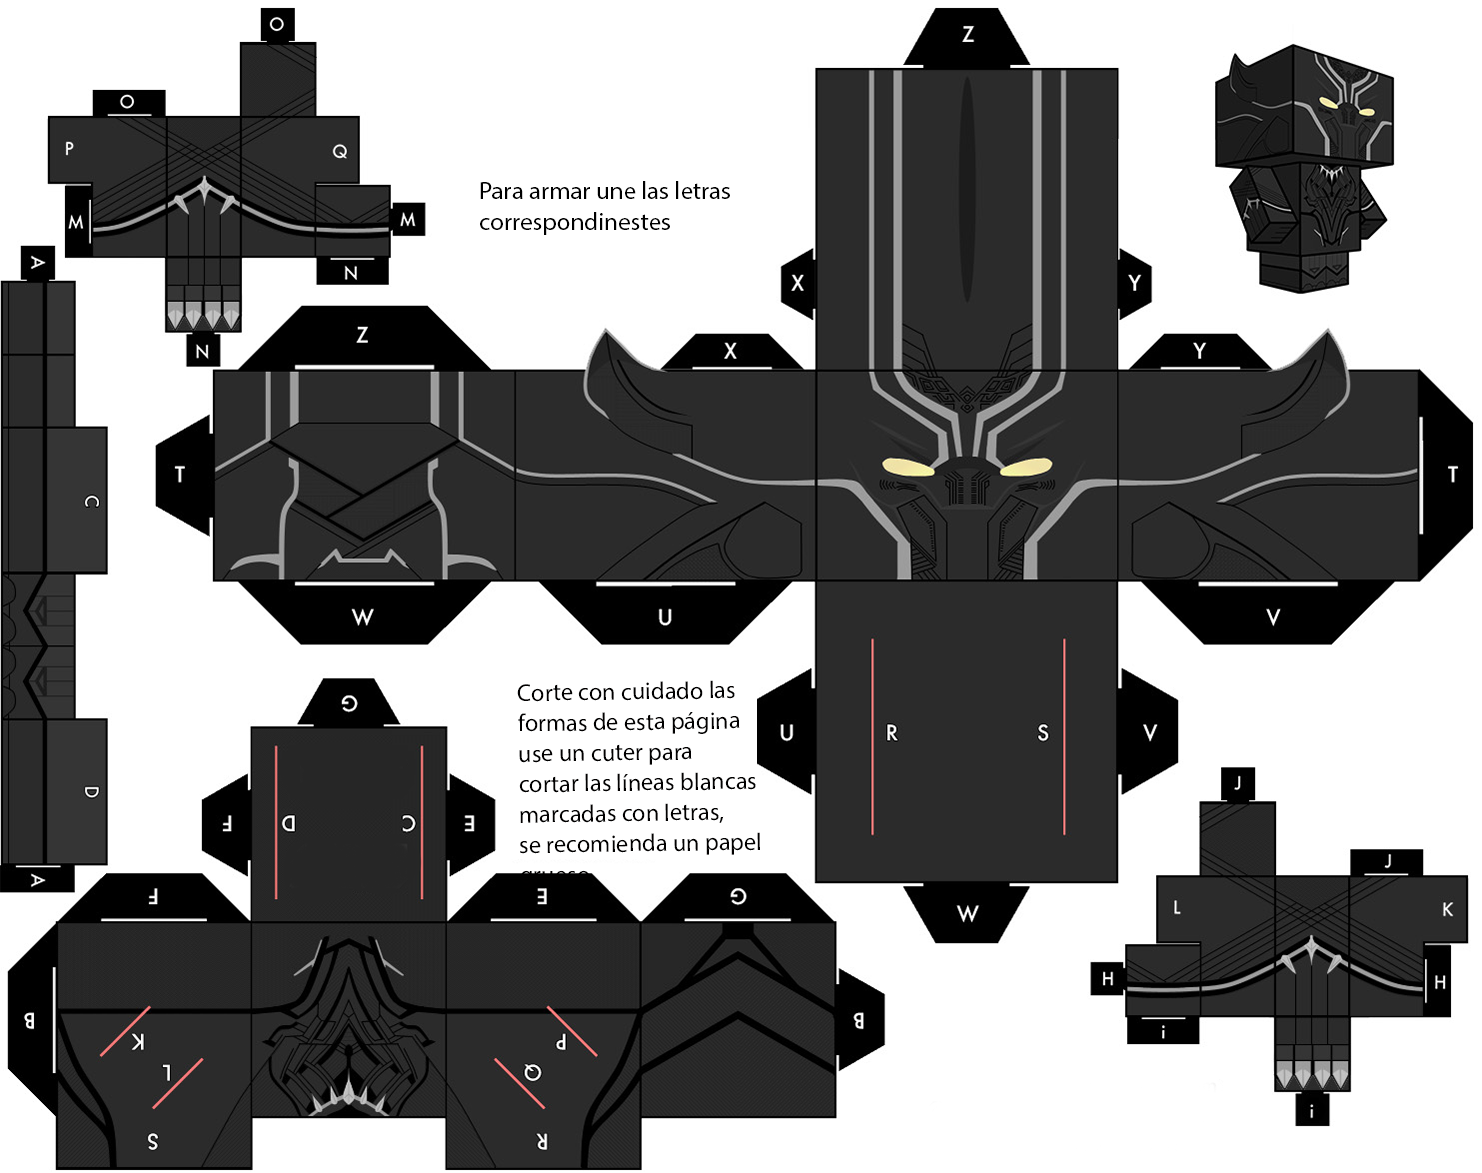 O
Z
O
P
Q
Para armar une las letras
correspondinestes
M
M
A
N
X
Y
N
Z
X
Y
T
T
C
W
U
V
G
Corte con cuidado las
formas de esta página
use un cuter para
cortar las líneas blancas
marcadas con letras,
se recomienda un papel
grueso
U
R
S
V
J
D
F
D
C
E
J
A
F
E
G
W
L
K
H
H
B
K
P
B
i
L
Q
S
R
i